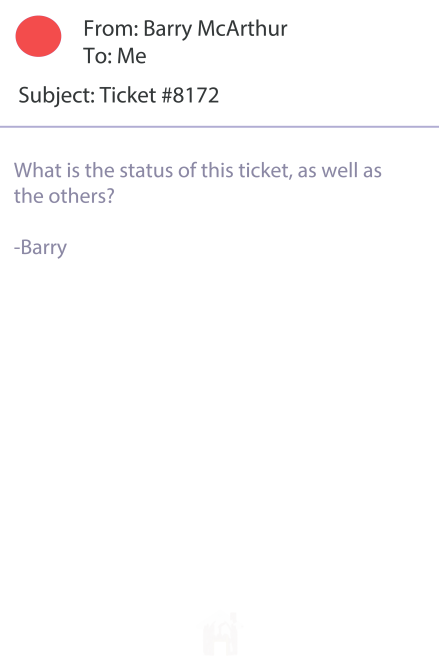 From: Barry McArthur
To: Me
Subject: Ticket #8172
What is the status of this ticket, as well as
the others?
-Barry